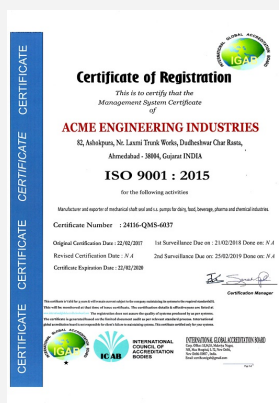 INTERNATIONAL GLOBAL ACCREDITATION BOARD
IGAB
Certificate of Registration
This is to certify that the
Management System Certificate
of
ACME ENGINEERING INDUSTRIES
82, Ashokpura, Nr. Laxmi Trunk Works, Dudheshwar Char Rasta,
Ahmedabad - 38004, Gujarat INDIA
ISO 9001 : 2015
for the following activities
Manufacturer and exporter of mechanical shaft seal and s.s. pumps for dairy, food, beverage, pharma and chemical industries.
Certificate Number : 24116-QMS-6037
Original Certification Date : 22/02/2017
1st Surveillance Due on : 21/02/2018 Done on: N A
Revised Certification Date : N A
2nd Surveillance Due on : 25/02/2019 Done on: N A
Certificate Expiration Date : 22/02/2020
Certification Manager
IGAB
ICAB
INTERNATIONAL
COUNCIL OF
ACCREDITATION
BODIES
INTERNATIONAL GLOBAL ACCREDITATION BOARD
CERTIFICATE
CERTIFICATE
CERTIFICATE
CERTIFICATE